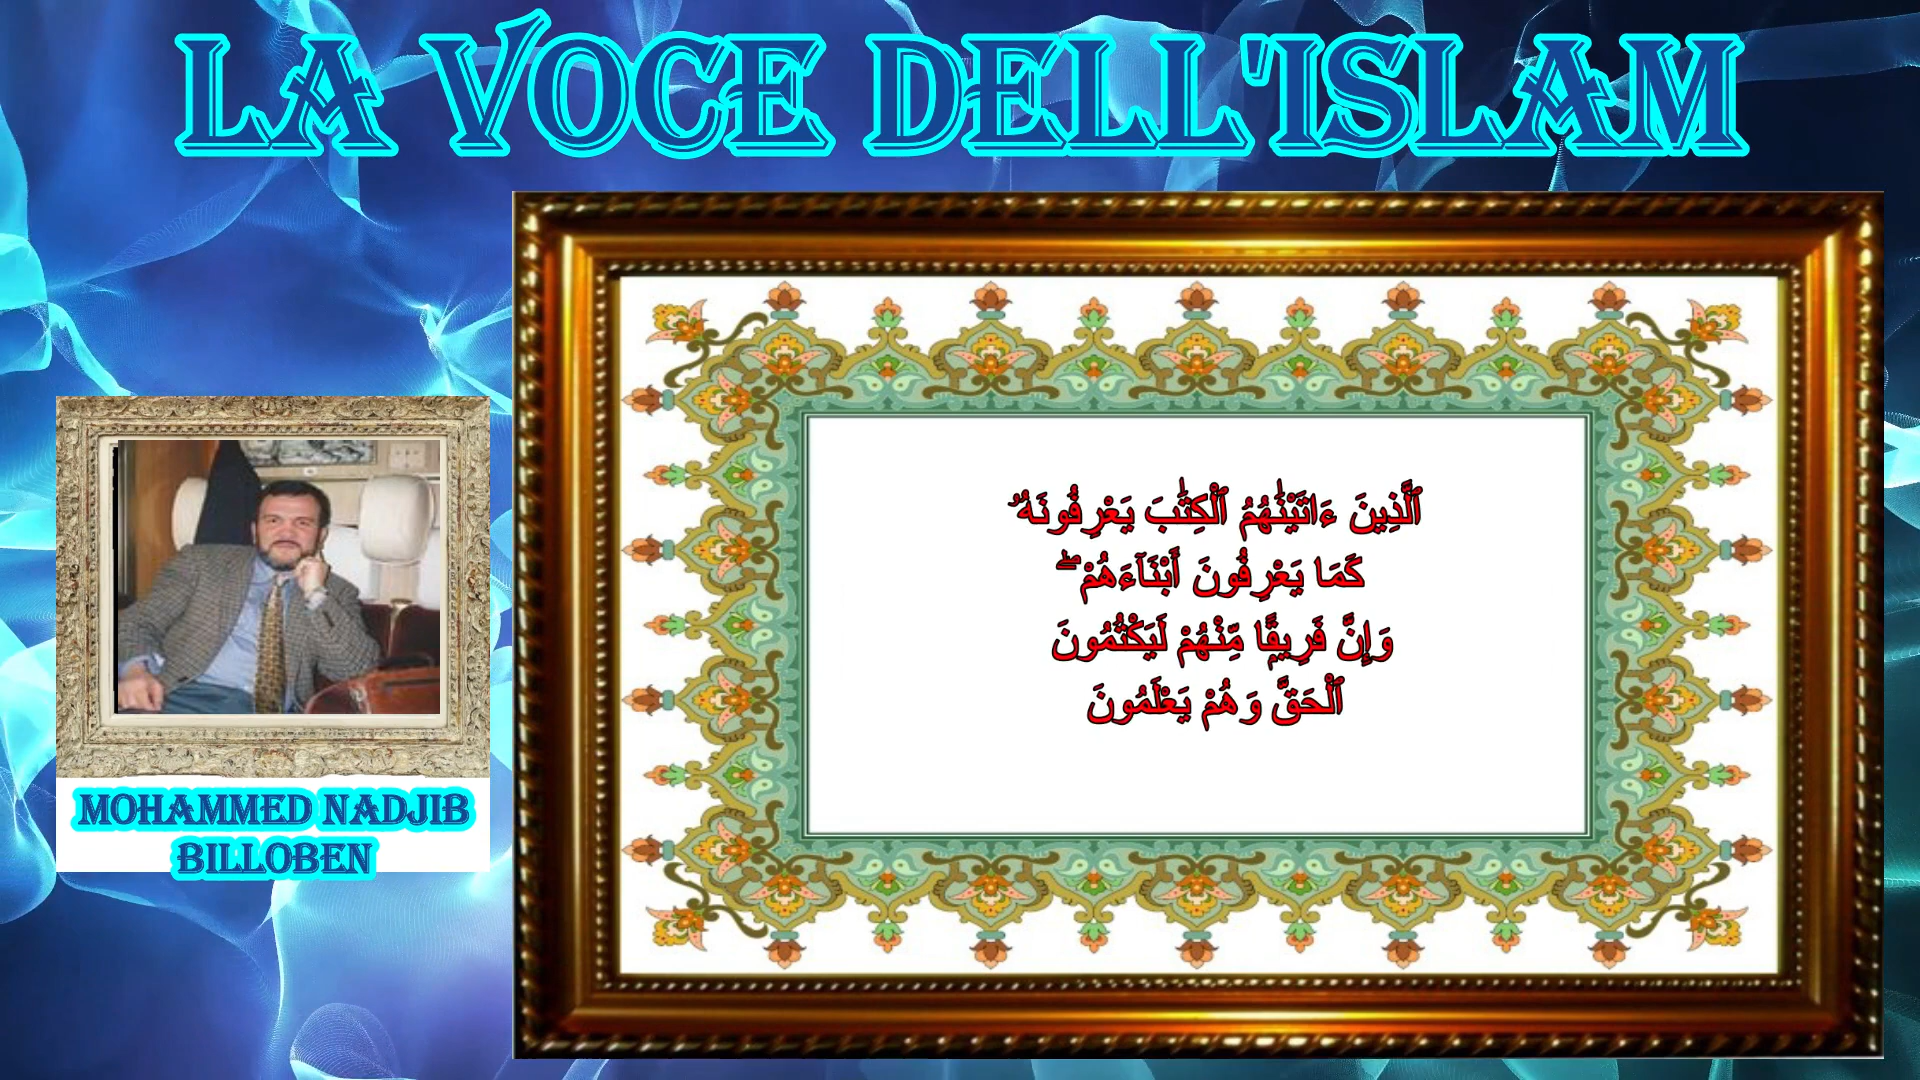 LA VOCE DELL'ISLAM
ٱلَّذِينَ ءَاتَيْنَٰهُمُ ٱلْكِتَٰبَ يَعْرِفُونَهُۥ
كَمَا يَعْرِفُونَ أَبْنَآءَهُمْ ۖ
وَإِنَّ فَرِيقًۭا مِّنْهُمْ لَيَكْتُمُونَ
ٱلْحَقَّ وَهُمْ يَعْلَمُونَ
MOHAMMED NADJIB
BILLOBEN